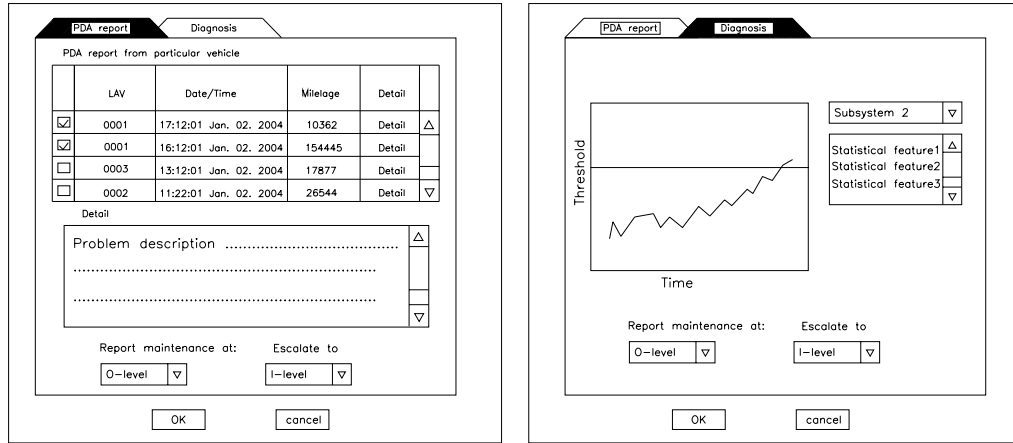 PDA report Diagnosis
PDA report from particular vehicle
LAV Date/Time Milelage Detail
0001 17:12:01 Jan. 02. 2004 10362 Detail
0001 16:12:01 Jan. 02. 2004 154445 Detail
0003 13:12:01 Jan. 02. 2004 17877 Detail
0002 11:22:01 Jan. 02. 2004 26544 Detail
Detail
Problem description .......................................
....................................................................
....................................................................
Report maintenance at: Escalate to
O-level I-level
OK cancel
PDA report Diagnosis
Subsystem 2
Statistical feature1
Statistical feature2
Statistical feature3
Threshold
Time
Report maintenance at: Escalate to
O-level I-level
OK cancel